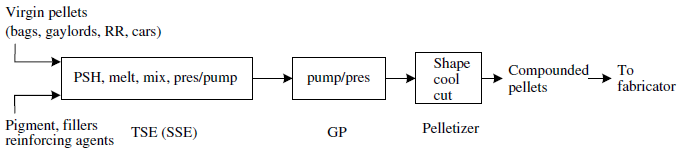 Virgin pellets
(bags, gaylords, RR, cars)
PSH, melt, mix, pres/pump
pump/pres
Shape
cool
cut
Compounded
pellets
To
fabricator
Pigment, fillers
reinforcing agents
TSE (SSE)
GP
Pelletizer